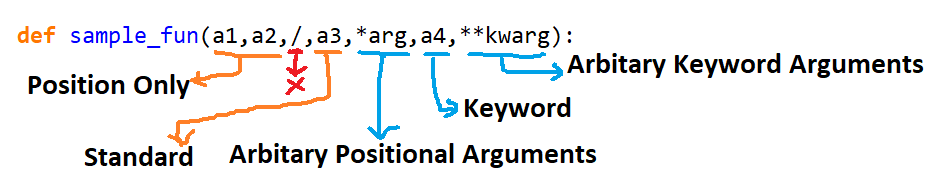 def sample_fun(a1,a2,/,a3,*arg,a4,**kwarg):
Arbitary Keyword Arguments
Position Only
Keyword
Standard
Arbitary Positional Arguments